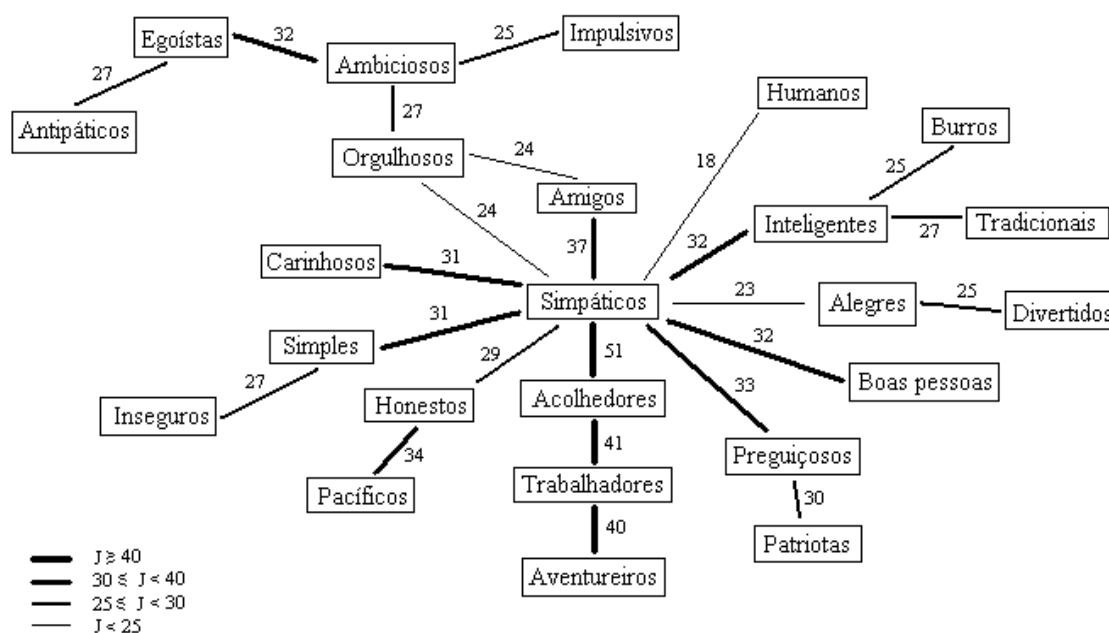 Egoístas
32
25
Impulsivos
Ambiciosos
27
27
Antipáticos
Humanos
Burros
Orgulhosos
24
18
25
Amigos
24
Inteligentes
27
Tradicionais
Carinhosos
31
37
32
Simpáticos
23
Alegres
25
Divertidos
31
Simples
29
51
32
27
33
Boas pessoas
Inseguros
Honestos
Acolhedores
34
41
Preguiçosos
Pacíficos
Trabalhadores
30
40
Patriotas
Aventureiros
J ≥ 40
30 ≤ J < 40
25 ≤ J < 30
J < 25